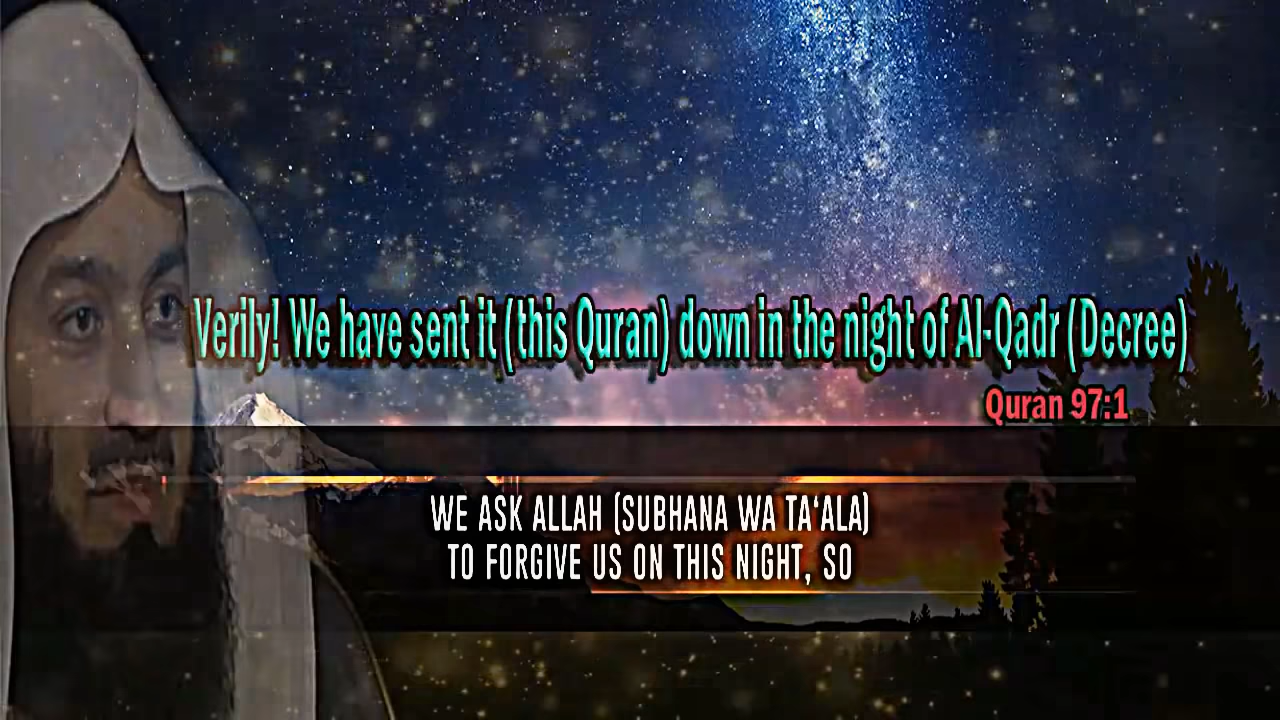 Verily! We have sent it (this Quran) down in the night of Al-Qadr (Decree)
Quran 97:1
WE ASK ALLAH (SUBHANA WA TA‘ALA)
TO FORGIVE US ON THIS NIGHT, SO